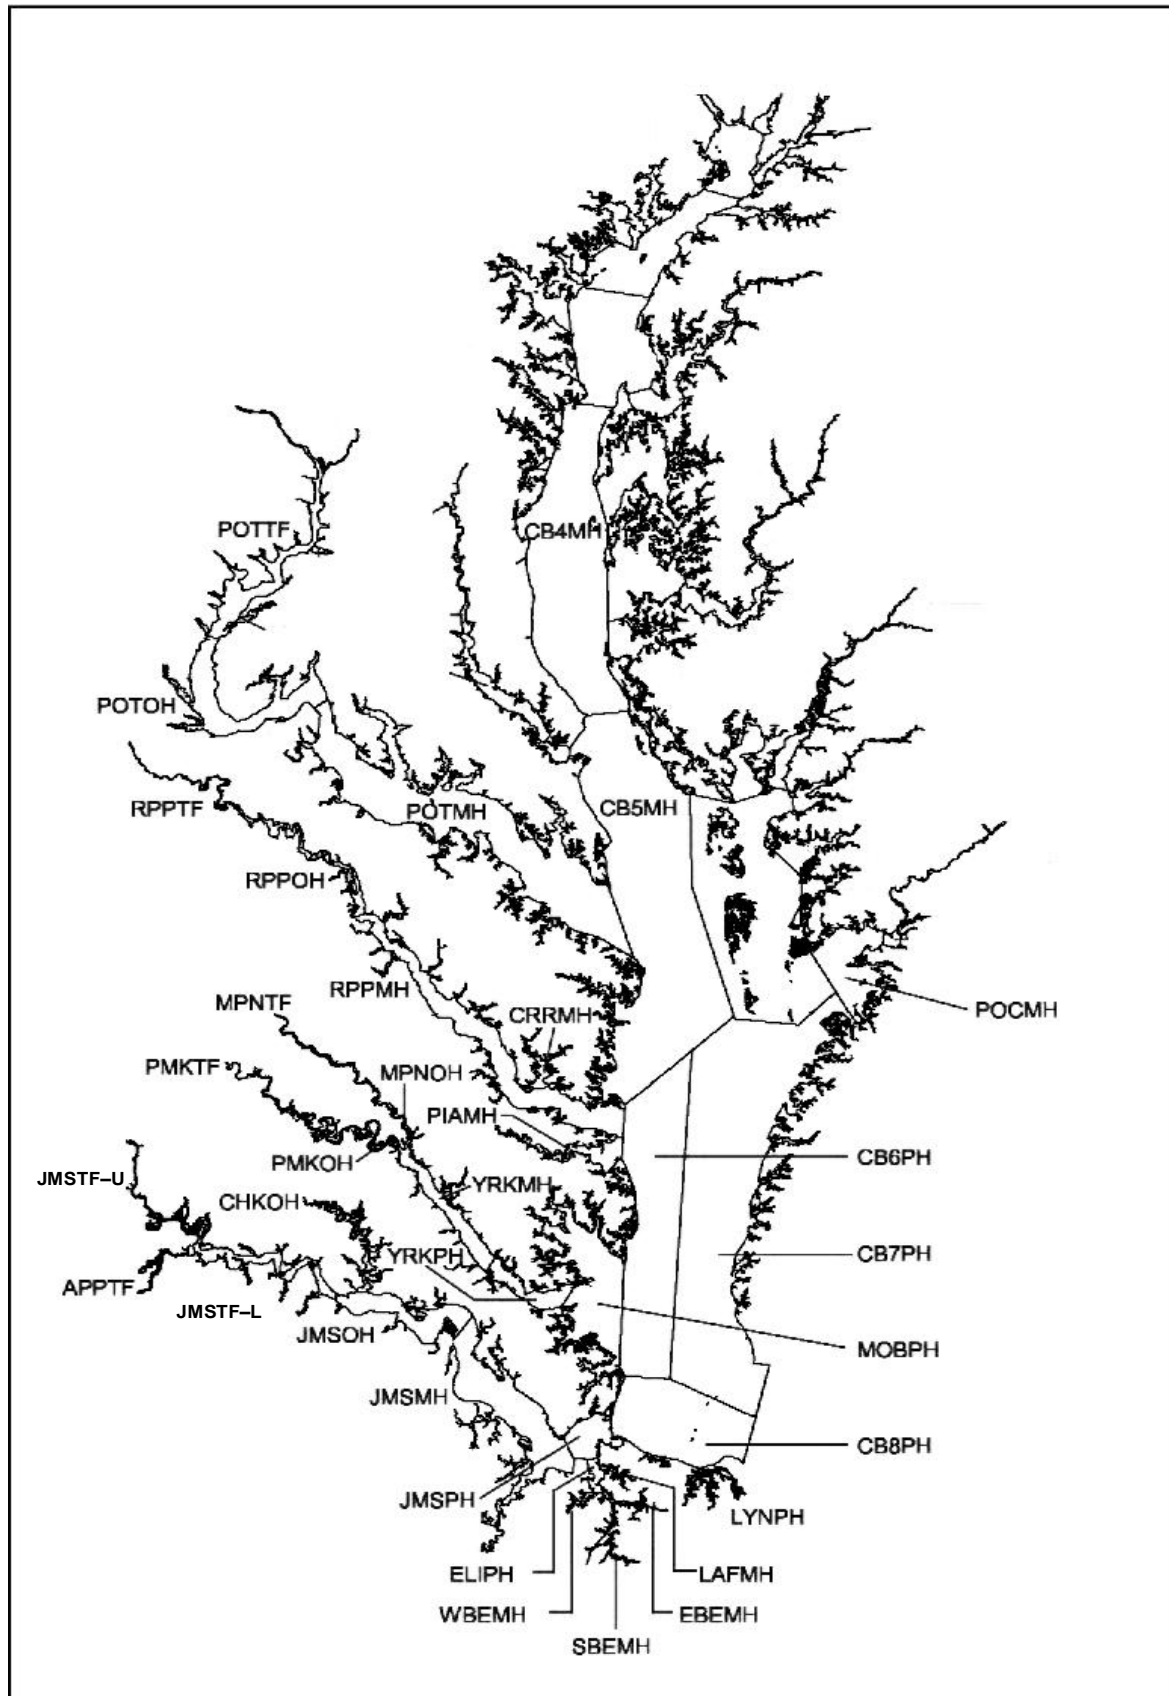 CB4MH
POTTF
POTOH
RPPTF
POTMH
CB5MH
RPPOH
RPPMH
POCMH
MPNTF
CRRMH
PMKTF
MPNOH
PIAMH
PMKOH
CB6PH
JMSTF–U
YRKMH
CHKOH
YRKPH
CB7PH
APPTF
JMSTF–L
JMSOH
MOBPH
JMSMH
CB8PH
JMSPH
LYNPH
ELIPH
LAFMH
WBEMH
EBEMH
SBEMH